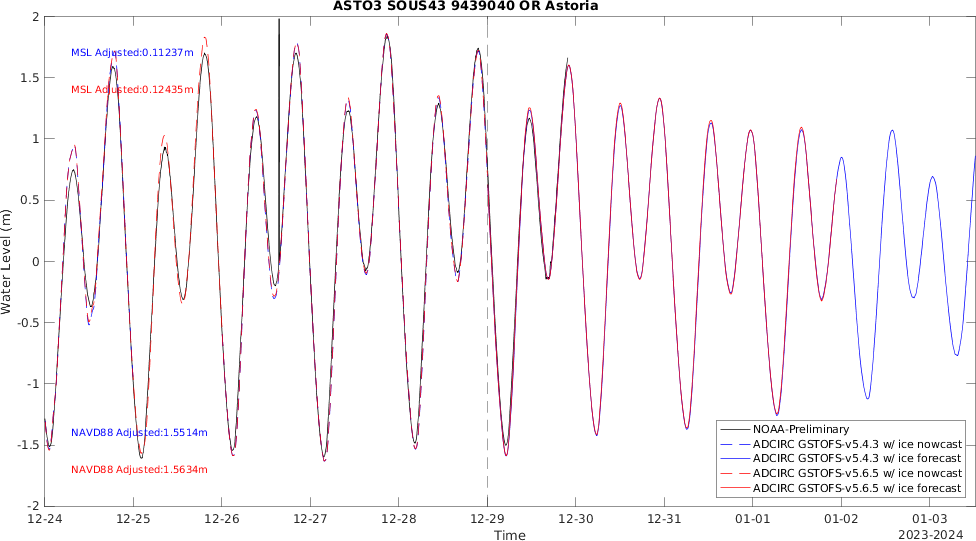 ASTO3 SOUS43 9439040 OR Astoria
2
1.5
1
0.5
0
-0.5
-1
-1.5
-2
Water Level (m)
MSL Adjusted:0.11237m
MSL Adjusted:0.12435m
NAVD88 Adjusted:1.5514m
NAVD88 Adjusted:1.5634m
NOAA-Preliminary
ADCIRC GSTOFS-v5.4.3 w/ ice nowcast
ADCIRC GSTOFS-v5.4.3 w/ ice forecast
ADCIRC GSTOFS-v5.6.5 w/ ice nowcast
ADCIRC GSTOFS-v5.6.5 w/ ice forecast
12-24 12-25 12-26 12-27 12-28 12-29 12-30 12-31 01-01 01-02 01-03
Time
2023-2024